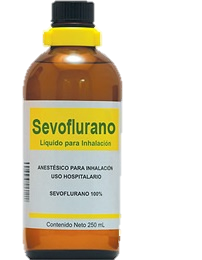 Sevoflurano
Líquido para Inhalación
ANESTÉSICO PARA INHALACIÓN
USO HOSPITALARIO
SEVOFLURANO 100%
Contenido Neto 250 mL